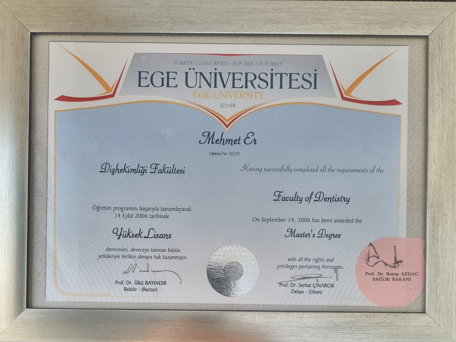 TÜRKİYE CUMHURİYETİ - REPUBLIC OF TURKEY
EGE ÜNİVERSİTESİ
EGE UNIVERSITY
İZMİR
Mehmet Er
Dişhekimliği Fakültesi
Öğretim programını başarıyla tamamlayarak
14 Eylül 2006 tarihinde
Yüksek Lisans
derecesini, dereceye tanınan bütün
yetkileriyle birlikte almaya hak kazanmıştır.
Prof. Dr. Ülkü BAYINDIR
Rektör - (Rector)
Having successfully completed all the requirements of the
Faculty of Dentistry
On September 14, 2006 has been awarded the
Master's Degree
with all the rights and
privileges pertaining thereunto.
Prof. Dr. Serhat ÇINARCIK
Dekan - (Dean)
Prof. Dr. Recep AKDAĞ
SAĞLIK BAKANI